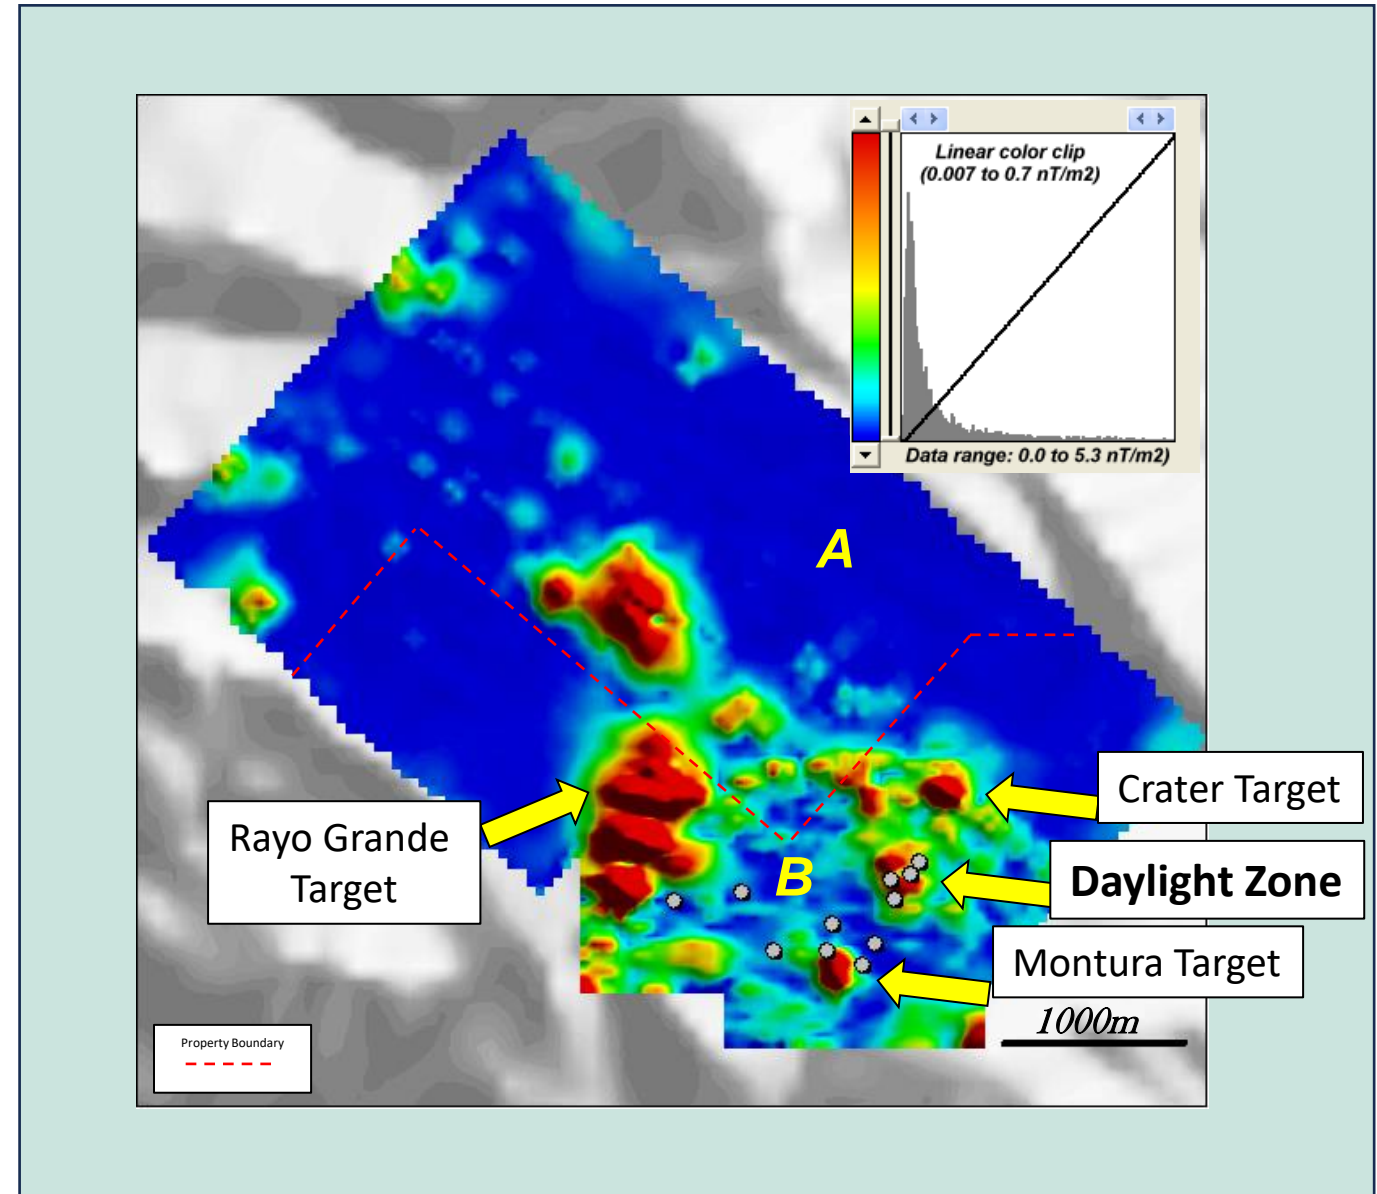 Linear color clip
(0.007 to 0.7 nT/m2)
Data range: 0.0 to 5.3 nT/m2)
A
Crater Target
Rayo Grande
Target
B
Daylight Zone
Montura Target
1000m
Property Boundary